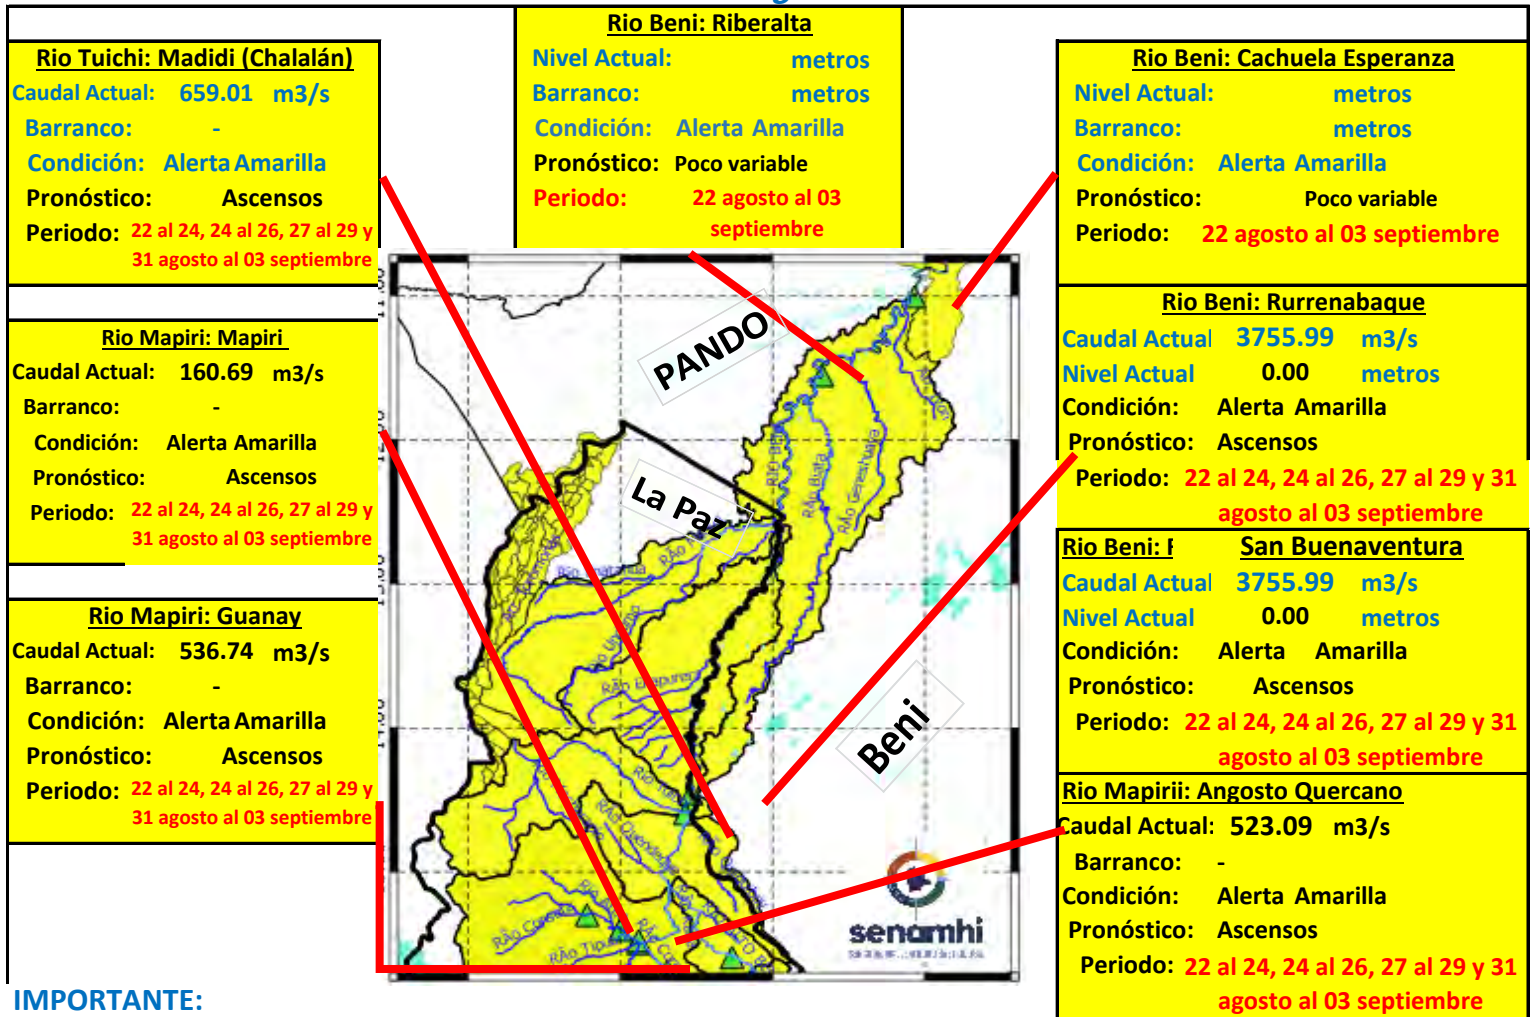 Rio Tuichi: Madidi (Chalalán)
Caudal Actual: 659.01 m3/s
Barranco: -
Condición: Alerta Amarilla
Pronóstico: Ascensos
Periodo: 22 al 24, 24 al 26, 27 al 29 y
31 agosto al 03 septiembre
Rio Mapiri: Mapiri
Caudal Actual: 160.69 m3/s
Barranco: -
Condición: Alerta Amarilla
Pronóstico: Ascensos
Periodo: 22 al 24, 24 al 26, 27 al 29 y
31 agosto al 03 septiembre
Rio Mapiri: Guanay
Caudal Actual: 536.74 m3/s
Barranco: -
Condición: Alerta Amarilla
Pronóstico: Ascensos
Periodo: 22 al 24, 24 al 26, 27 al 29 y
31 agosto al 03 septiembre
Rio Beni: Riberalta
Nivel Actual: metros
Barranco: metros
Condición: Alerta Amarilla
Pronóstico: Poco variable
Periodo: 22 agosto al 03
septiembre
PANDO
La Paz
Beni
RÃo Biata
RÃo Geneshuaya
senamhi
Rio Beni: Cachuela Esperanza
Nivel Actual: metros
Barranco: metros
Condición: Alerta Amarilla
Pronóstico: Poco variable
Periodo: 22 agosto al 03 septiembre
Rio Beni: Rurrenabaque
Caudal Actual 3755.99 m3/s
Nivel Actual 0.00 metros
Condición: Alerta Amarilla
Pronóstico: Ascensos
Periodo: 22 al 24, 24 al 26, 27 al 29 y 31
agosto al 03 septiembre
Rio Beni: San Buenaventura
Caudal Actual 3755.99 m3/s
Nivel Actual 0.00 metros
Condición: Alerta Amarilla
Pronóstico: Ascensos
Periodo: 22 al 24, 24 al 26, 27 al 29 y 31
agosto al 03 septiembre
Rio Mapirii: Angosto Quercano
Caudal Actual: 523.09 m3/s
Barranco: -
Condición: Alerta Amarilla
Pronóstico: Ascensos
Periodo: 22 al 24, 24 al 26, 27 al 29 y 31
agosto al 03 septiembre
IMPORTANTE: